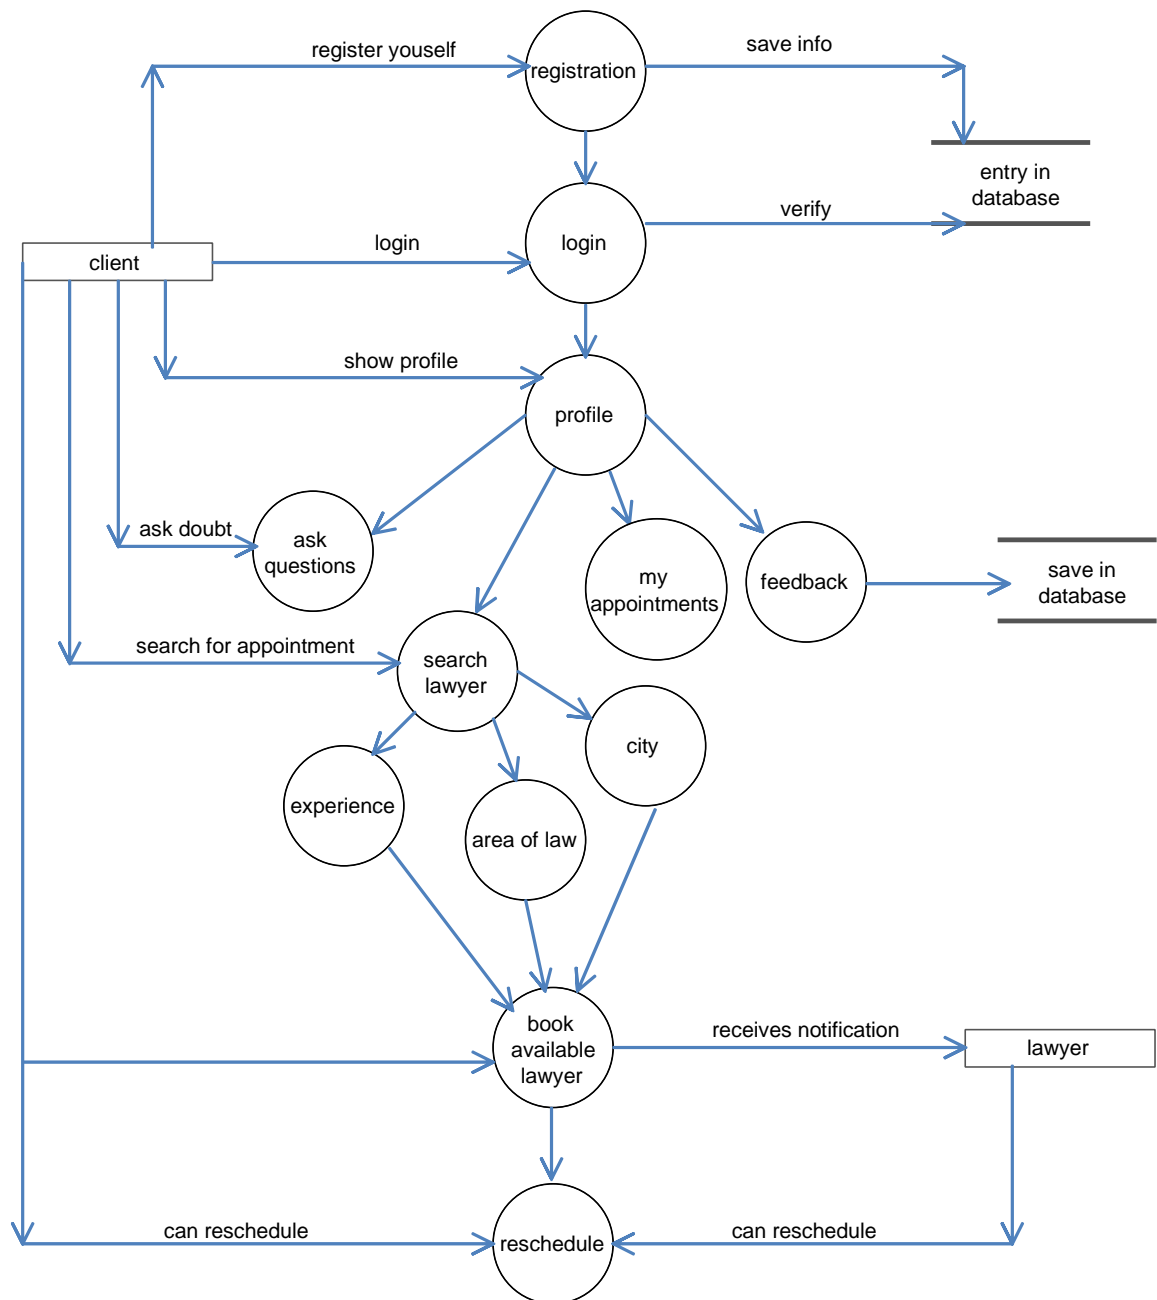 register youself
save info
registration
entry in
database
verify
login
login
client
show profile
profile
ask doubt
ask
questions
my
appointments
feedback
save in
database
search for appointment
search
lawyer
city
experience
area of law
book
available
lawyer
receives notification
lawyer
can reschedule
reschedule
can reschedule